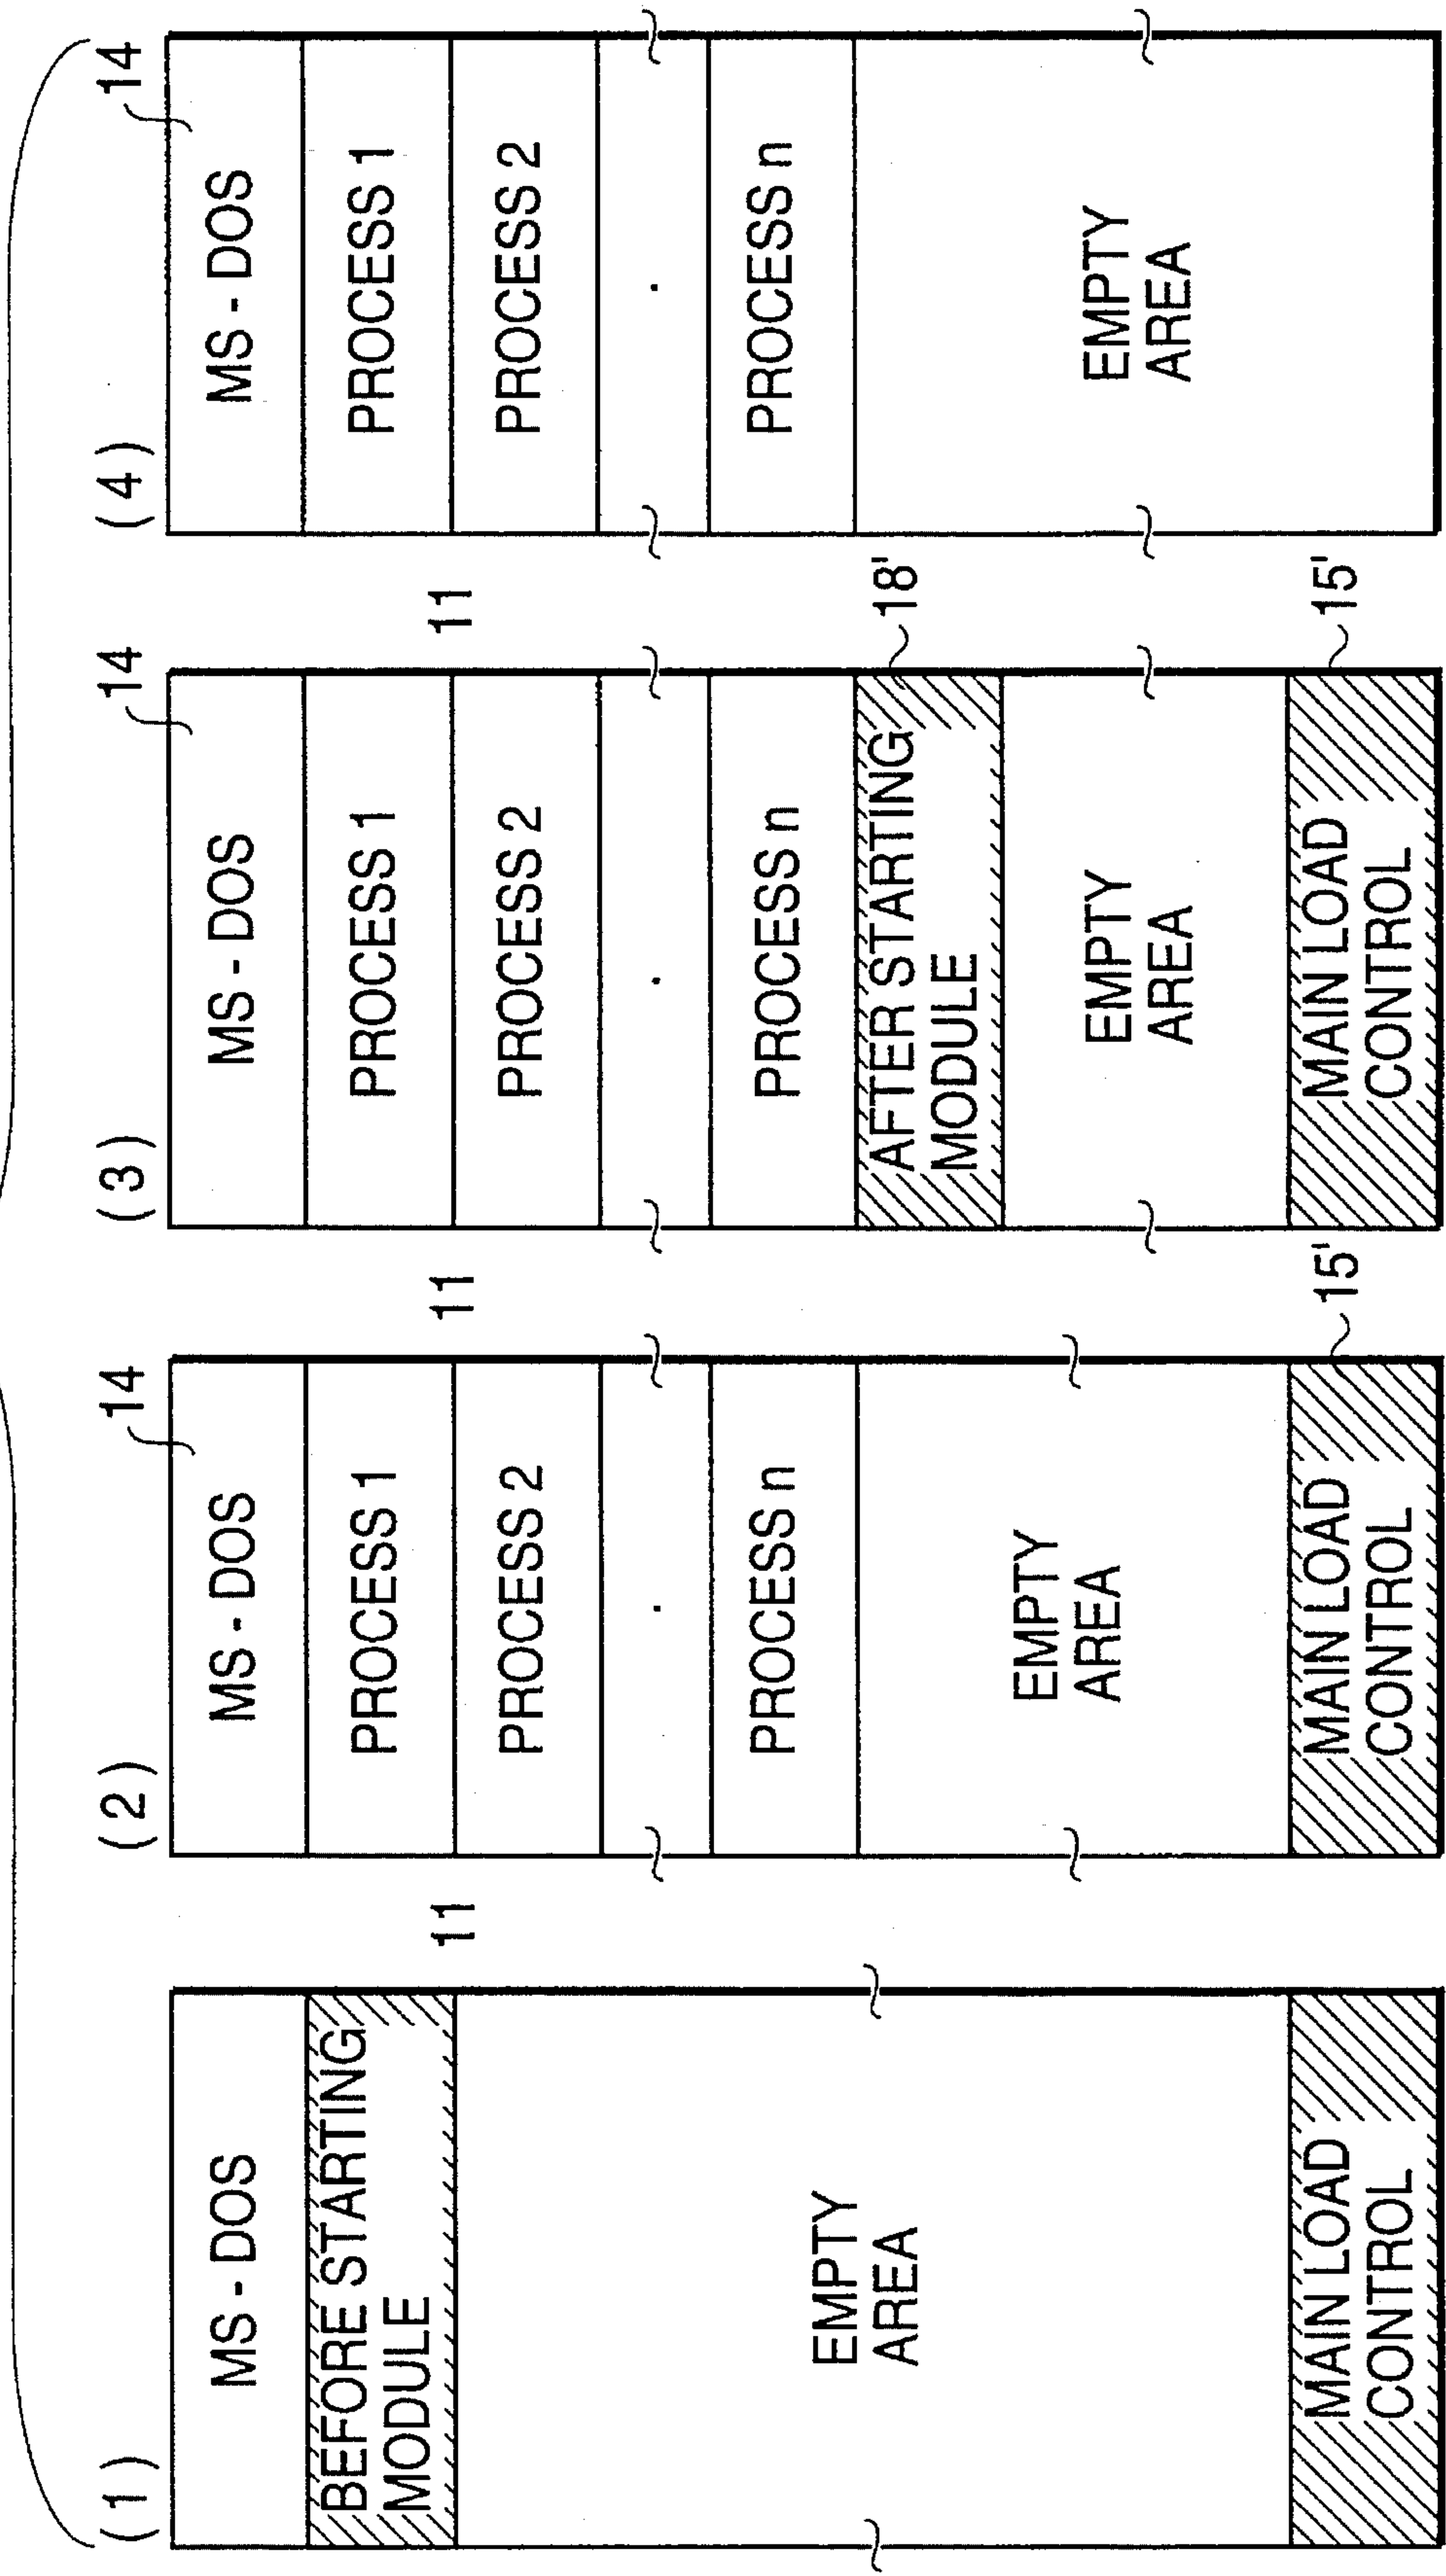 (1)
MS-DOS
BEFORE STARTING
MODULE
EMPTY
AREA
MAIN LOAD
CONTROL
11
(2)
14
MS-DOS
PROCESS 1
PROCESS 2
.
PROCESS n
EMPTY
AREA
MAIN LOAD
CONTROL
15'
11
(3)
14
MS-DOS
PROCESS 1
PROCESS 2
.
PROCESS n
AFTER STARTING
MODULE
18'
EMPTY
AREA
MAIN LOAD
CONTROL
15'
11
(4)
14
MS-DOS
PROCESS 1
PROCESS 2
.
PROCESS n
EMPTY
AREA